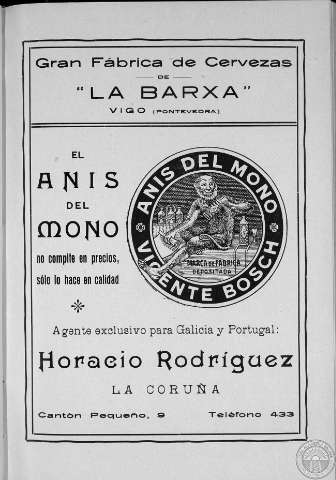 Gran Fábrica de Cervezas
DE
"LA BARXA"
VIGO (PONTEVEDRA)
EL
ANIS
DEL
MONO
no compite en precios,
sólo lo hace en calidad
ANIS DEL MONO
MARCA DE FABRICA
DEPOSITADA
VICENTE BOSCH
Agente exclusivo para Galicia y Portugal:
Horacio Rodríguez
LA CORUÑA
Cantón Pequeño, 9 Teléfono 433